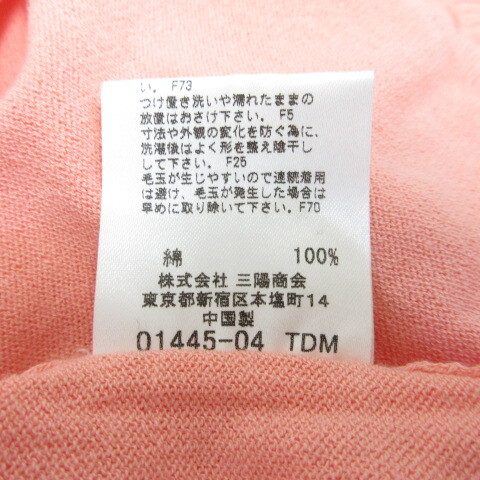 い。 F73
つけ置き洗いや濡れたままの
放置はおさけ下さい。 F5
寸法や外観の変化を防ぐ為に、
洗濯後はよく形を整え陰干し
して下さい。 F25
毛玉が生じやすいので連続着用
は避け、毛玉が発生した場合は
早めに取り除いて下さい。F70
綿 100%
株式会社 三陽商会
東京都新宿区本塩町14
中国製
01445-04 TDM